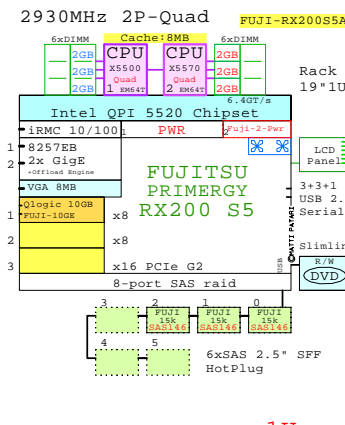 2930MHz 2P-Quad
FUJI-RX200S5A
6xDIMM
Cache:8MB
6xDIMM
2GB CPU CPU 2GB
2GB X5500 X5570 2GB
Quad Quad
2GB 1 EM64T 2 EM64T 2GB
Rack
19"1U
6.4GT/s
Intel QPI 5520 Chipset
iRMC 10/100 1 PWR 2 Fuji-2-Pwr
1 8257EB
2 2x GigE
+Offload Engine
LCD
Panel
VGA 8MB
FUJITSU
PRIMERGY
RX200 S5
3+3+1
USB 2.
Serial
1 Qlogic 10GB
FUJI-10GE x8
2 x8
3 x16 PCIe G2
©MATTI PATARI
USB
Slimlin
R/W
DVD
8-port SAS raid
3 2 1 0
FUJI FUJI FUJI
15k 15k 15k
SAS146 SAS146 SAS146
4 5
6xSAS 2.5" SFF
HotPlug